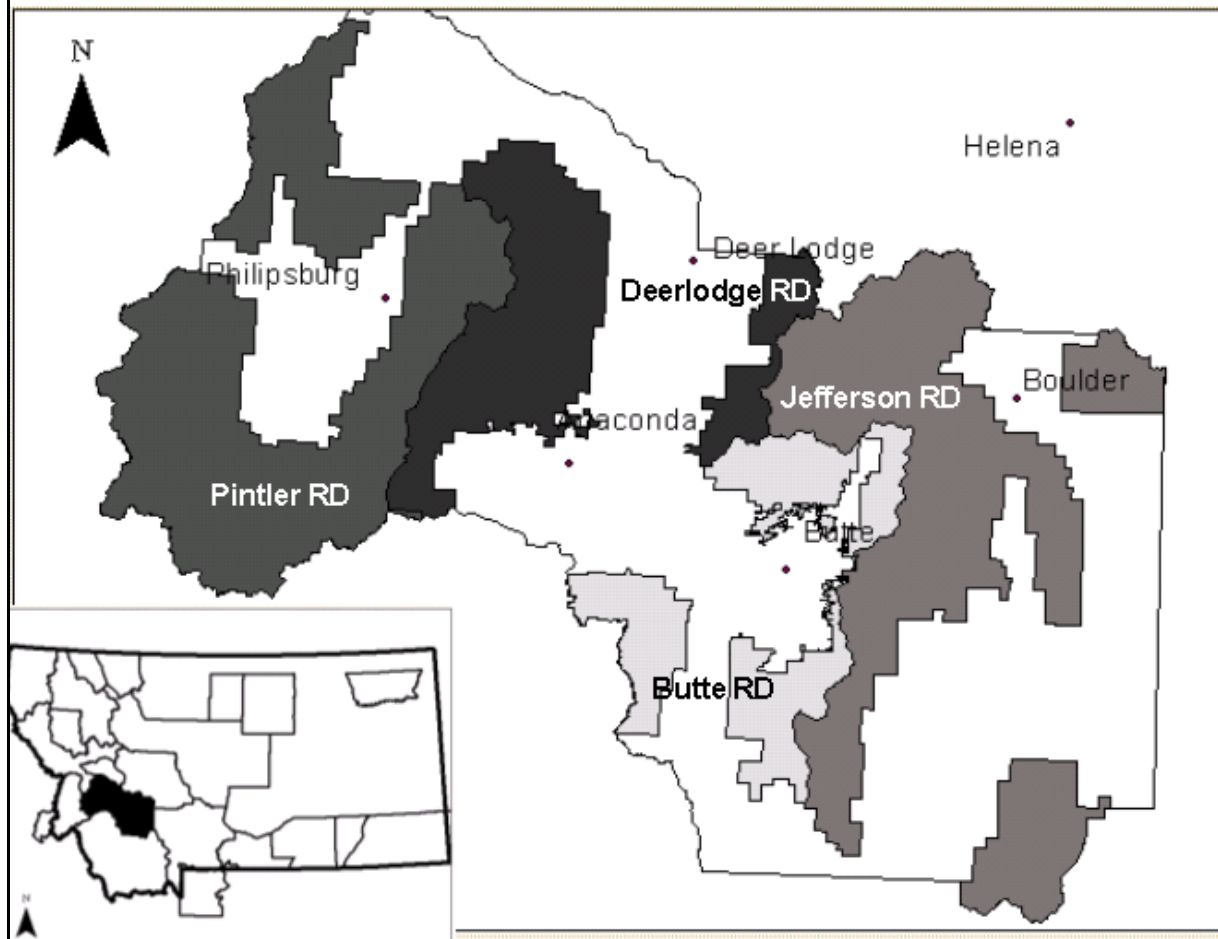 N
Helena
Deer Lodge
Philipsburg
Deerlodge RD
Boulder
Jefferson RD
Anaconda
Pintler RD
Butte
Butte RD
N